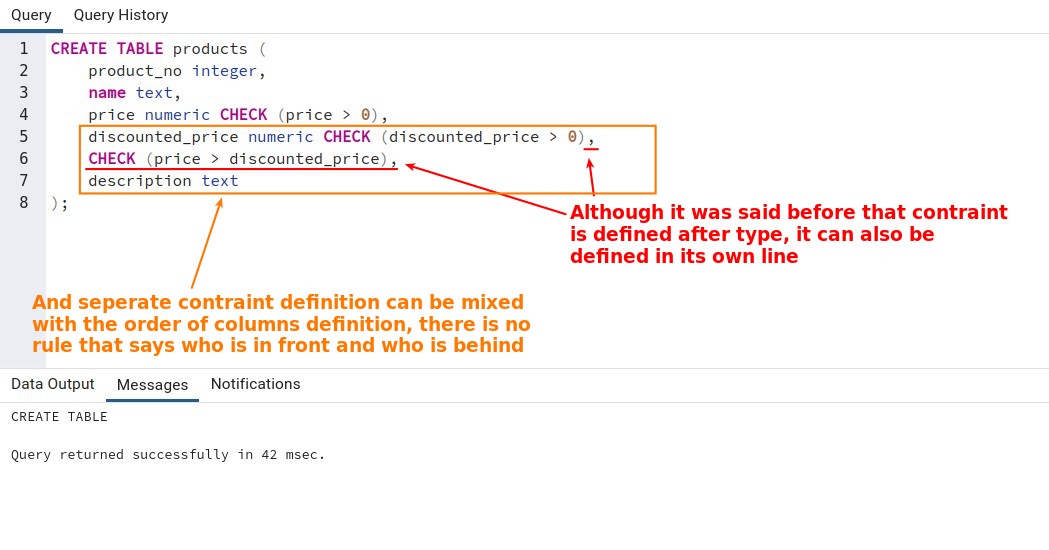 Query Query History
1 CREATE TABLE products (
2 product_no integer,
3 name text,
4 price numeric CHECK (price > 0),
5 discounted_price numeric CHECK (discounted_price > 0),
6 CHECK (price > discounted_price),
7 description text
8 );
Although it was said before that contraint
is defined after type, it can also be
defined in its own line
And seperate contraint definition can be mixed
with the order of columns definition, there is no
rule that says who is in front and who is behind
Data Output Messages Notifications
CREATE TABLE
Query returned successfully in 42 msec.